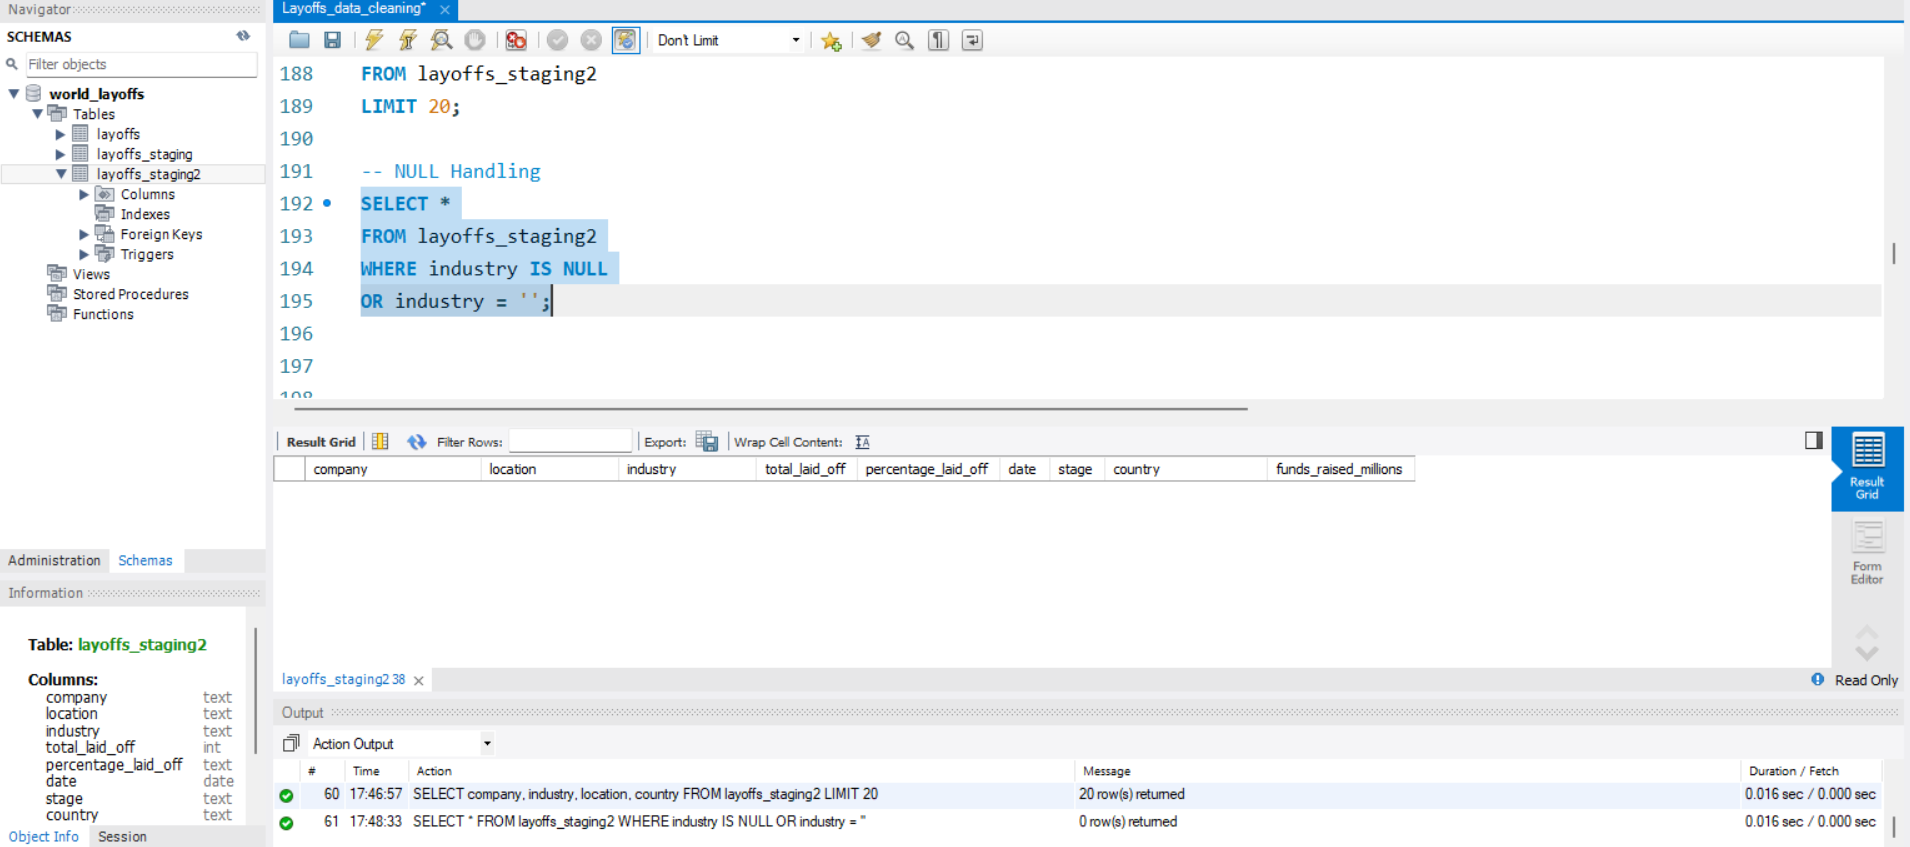 Navigator
SCHEMAS
Filter objects
world_layoffs
Tables
layoffs
layoffs_staging
layoffs_staging2
Columns
Indexes
Foreign Keys
Triggers
Views
Stored Procedures
Functions
Administration Schemas
Information
Table: layoffs_staging2
Columns:
company text
location text
industry text
total_laid_off int
percentage_laid_off text
date date
stage text
country text
Object Info Session
Layoffs_data_cleaning*
Don't Limit
188 FROM layoffs_staging2
189 LIMIT 20;
190
191 -- NULL Handling
192 SELECT *
193 FROM layoffs_staging2
194 WHERE industry IS NULL
195 OR industry = '';
196
197
198
Result Grid Filter Rows: Export: Wrap Cell Content:
company location industry total_laid_off percentage_laid_off date stage country funds_raised_millions
Result
Grid
Form
Editor
layoffs_staging2 38
Read Only
Output
Action Output
# Time Action Message Duration / Fetch
60 17:46:57 SELECT company, industry, location, country FROM layoffs_staging2 LIMIT 20 20 row(s) returned 0.016 sec / 0.000 sec
61 17:48:33 SELECT * FROM layoffs_staging2 WHERE industry IS NULL OR industry = '' 0 row(s) returned 0.016 sec / 0.000 sec